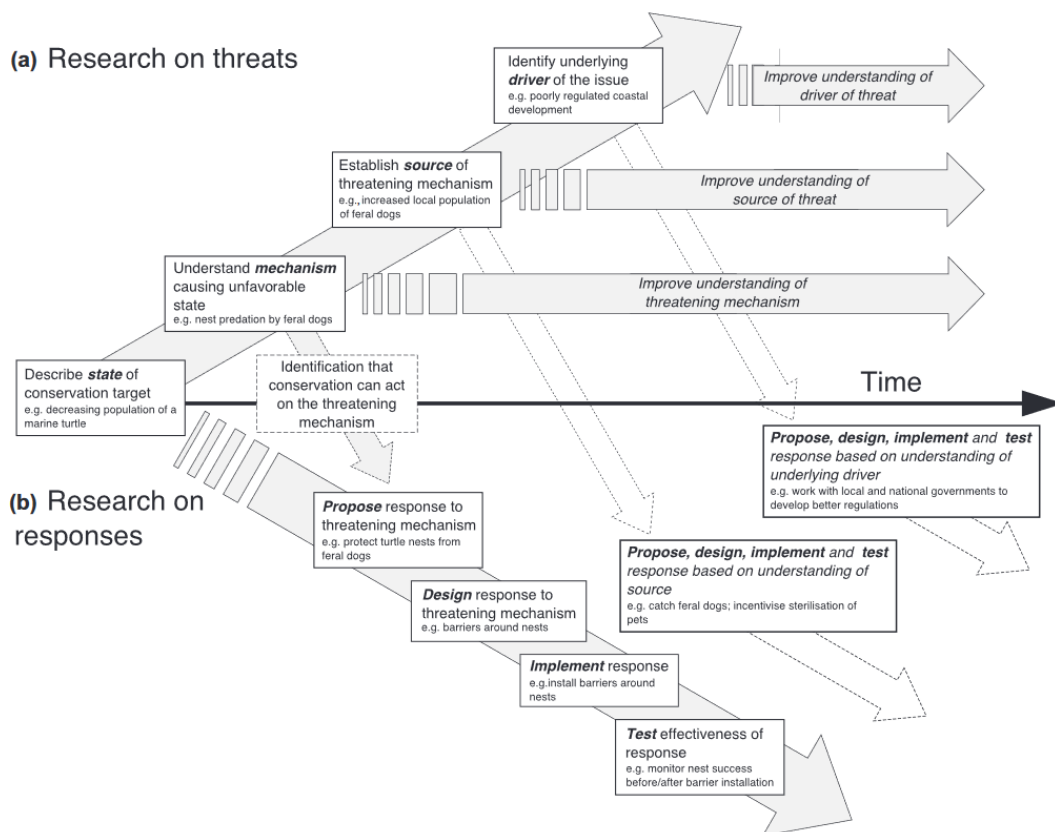 (a) Research on threats
Identify underlying
driver of the issue
e.g. poorly regulated coastal
development
Improve understanding of
driver of threat
Establish source of
threatening mechanism
e.g., increased local population
of feral dogs
Improve understanding of
source of threat
Understand mechanism
causing unfavorable
state
e.g. nest predation by feral dogs
Improve understanding of
threatening mechanism
Describe state of
conservation target
e.g. decreasing population of a
marine turtle
Identification that
conservation can act
on the threatening
mechanism
Time
(b) Research on
responses
Propose response to
threatening mechanism
e.g. protect turtle nests from
feral dogs
Design response to
threatening mechanism
e.g. barriers around nests
Implement response
e.g.install barriers around
nests
Test effectiveness of
response
e.g. monitor nest success
before/after barrier installation
Propose, design, implement and test
response based on understanding of
source
e.g. catch feral dogs; incentivise sterilisation of
pets
Propose, design, implement and test
response based on understanding of
underlying driver
e.g. work with local and national governments to
develop better regulations